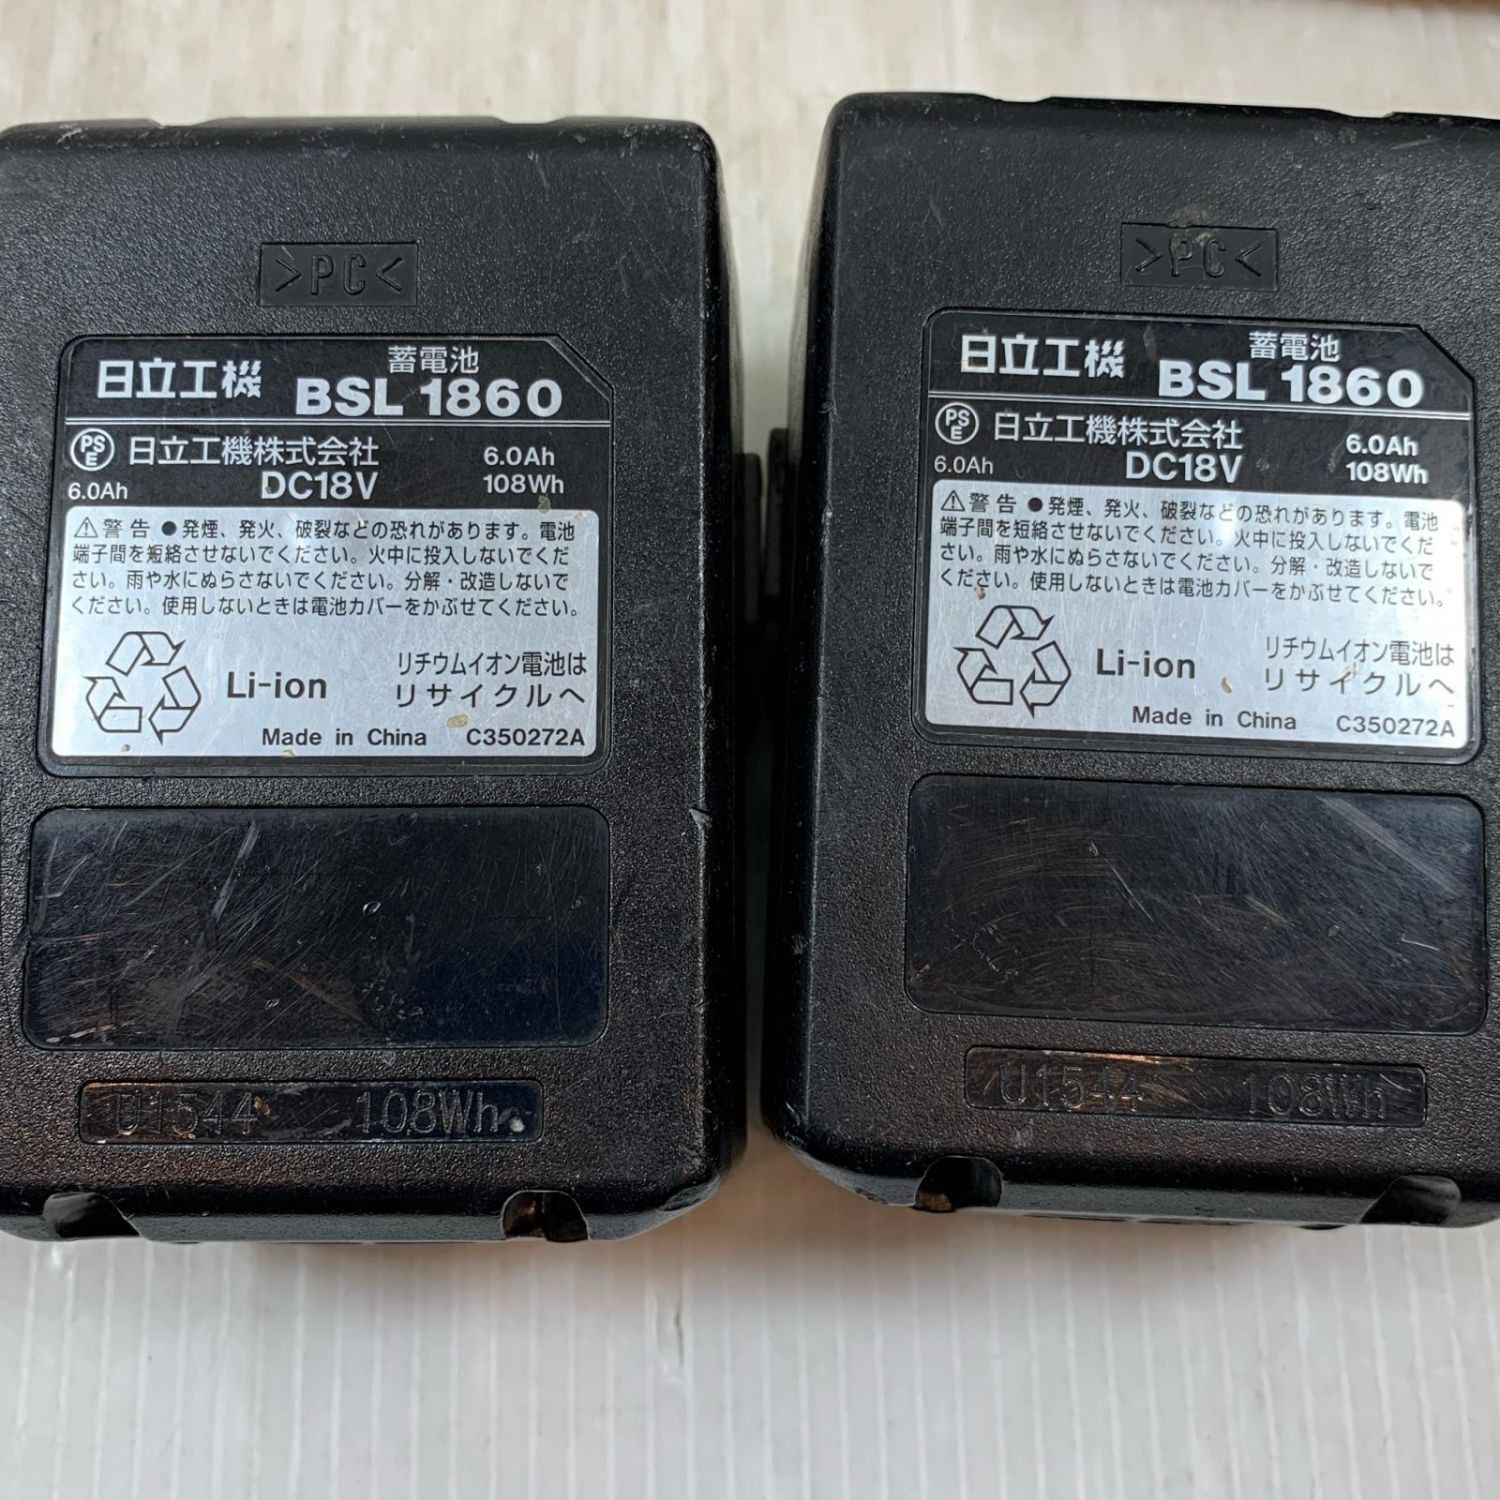 >PC<
日立工機 蓄電池
BSL 1860
PSE 日立工機株式会社 6.0Ah
6.0Ah DC18V 108Wh
⚠警告 ●発煙、発火、破裂などの恐れがあります。電池
端子間を短絡させないでください。火中に投入しないでくだ
さい。雨や水にぬらさないでください。分解・改造しないで
ください。使用しないときは電池カバーをかぶせてください。
Li-ion リチウムイオン電池は
リサイクルへ
Made in China C350272A
U1544 108Wh
>PC<
日立工機 蓄電池
BSL 1860
PSE 日立工機株式会社 6.0Ah
6.0Ah DC18V 108Wh
⚠警告 ●発煙、発火、破裂などの恐れがあります。電池
端子間を短絡させないでください。火中に投入しないでくだ
さい。雨や水にぬらさないでください。分解・改造しないで
ください。使用しないときは電池カバーをかぶせてください。
Li-ion リチウムイオン電池は
リサイクルへ
Made in China C350272A
U1544 108Wh